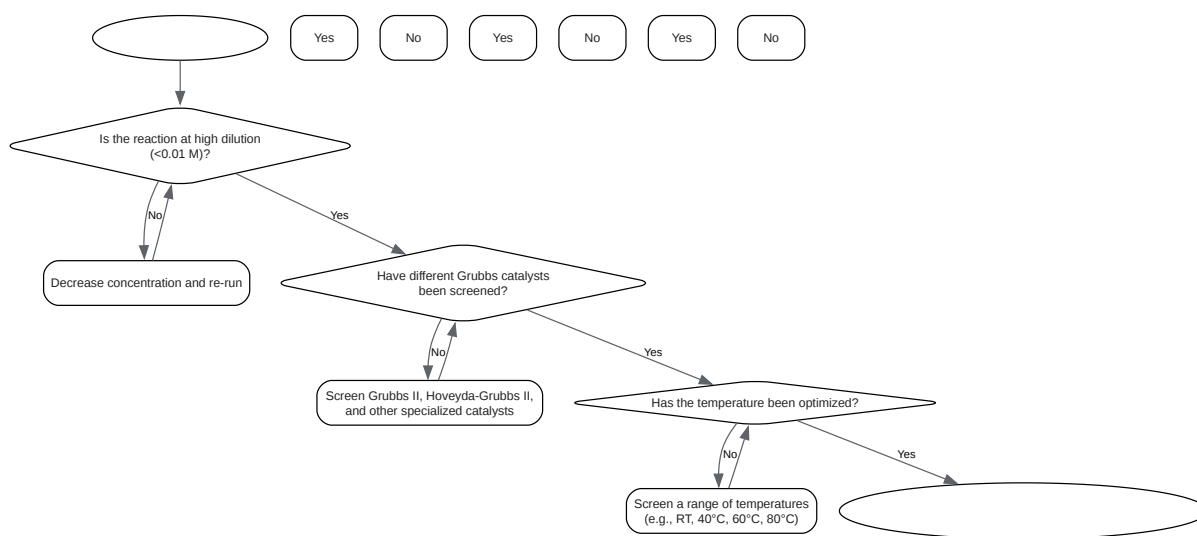 Yes
No
Yes
No
Yes
No
Is the reaction at high dilution
(<0.01 M)?
No
Yes
Decrease concentration and re-run
Have different Grubbs catalysts
been screened?
No
Yes
Screen Grubbs II, Hoveyda-Grubbs II,
and other specialized catalysts
Has the temperature been optimized?
No
Yes
Screen a range of temperatures
(e.g., RT, 40°C, 60°C, 80°C)